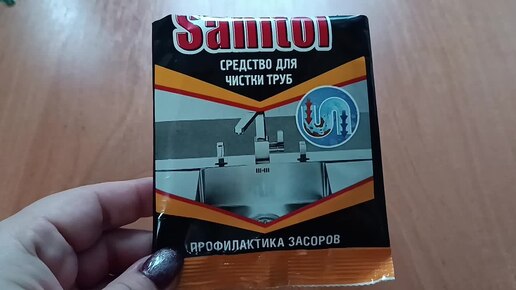 Sanitol
СРЕДСТВО ДЛЯ
ЧИСТКИ ТРУБ
ПРОФИЛАКТИКА ЗАСОРОВ